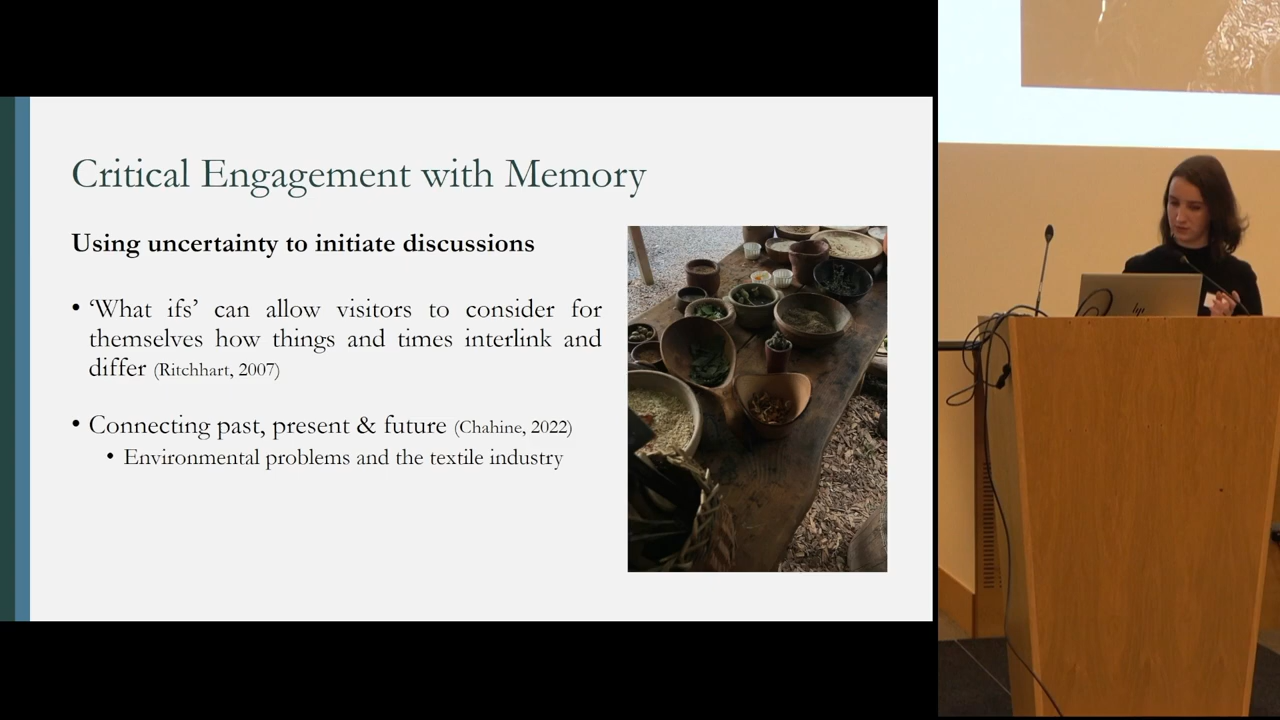 Critical Engagement with Memory
Using uncertainty to initiate discussions
• ‘What ifs’ can allow visitors to consider for
themselves how things and times interlink and
differ (Ritchhart, 2007)
• Connecting past, present & future (Chahine, 2022)
• Environmental problems and the textile industry
hp